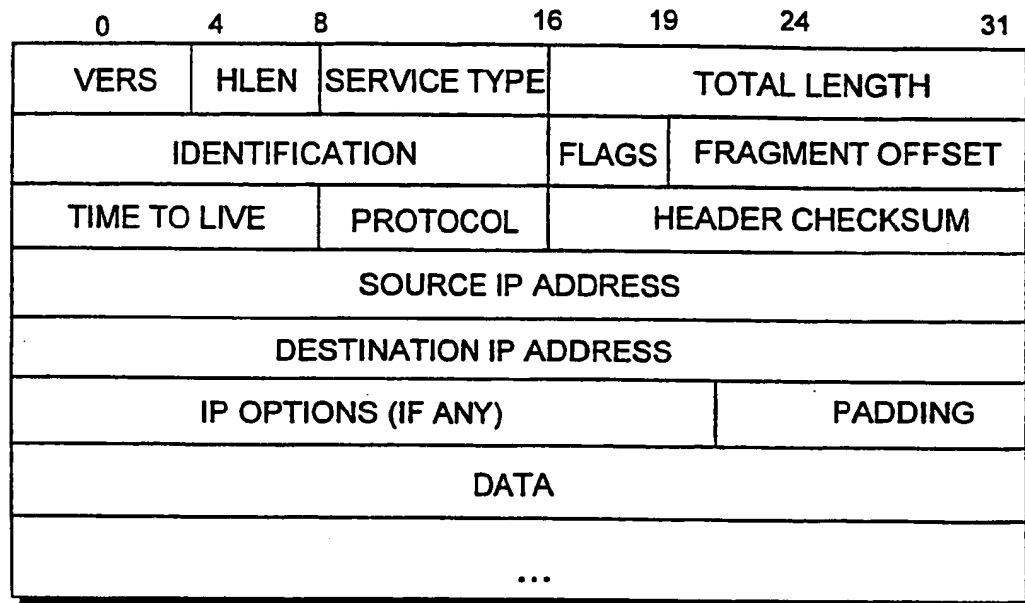 0 4 8 16 19 24 31
VERS HLEN SERVICE TYPE TOTAL LENGTH
IDENTIFICATION FLAGS FRAGMENT OFFSET
TIME TO LIVE PROTOCOL HEADER CHECKSUM
SOURCE IP ADDRESS
DESTINATION IP ADDRESS
IP OPTIONS (IF ANY) PADDING
DATA
...